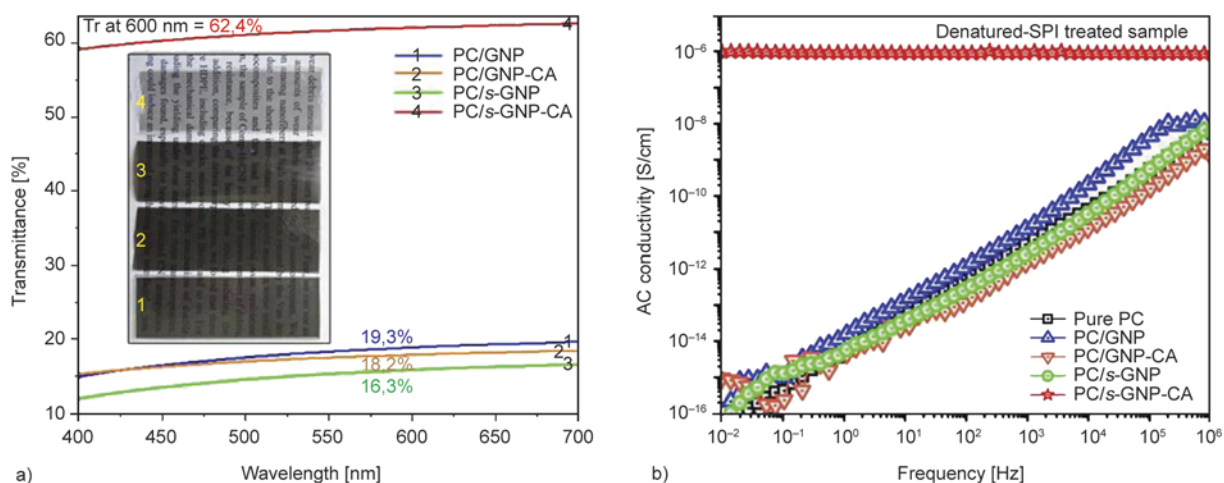 Tr at 600 nm = 62,4%
4
1 PC/GNP
2 PC/GNP-CA
3 PC/s-GNP
4 PC/s-GNP-CA
4
3
2
1
19,3%
18,2%
16,3%
1
2
3
60
50
40
30
20
10
400
450
500
550
600
650
700
Transmittance [%]
Wavelength [nm]
a)
Denatured-SPI treated sample
10⁻⁴
10⁻⁶
10⁻⁸
10⁻¹⁰
10⁻¹²
10⁻¹⁴
10⁻¹⁶
AC conductivity [S/cm]
Pure PC
PC/GNP
PC/GNP-CA
PC/s-GNP
PC/s-GNP-CA
10⁻²
10⁻¹
10⁰
10¹
10²
10³
10⁴
10⁵
10⁶
Frequency [Hz]
b)